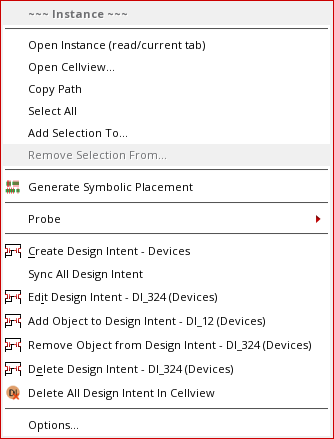 ~~~ Instance ~~~
Open Instance (read/current tab)
Open Cellview...
Copy Path
Select All
Add Selection To...
Remove Selection From...
Generate Symbolic Placement
Probe
Create Design Intent - Devices
Sync All Design Intent
Edit Design Intent - DI_324 (Devices)
Add Object to Design Intent - DI_12 (Devices)
Remove Object from Design Intent - DI_324 (Devices)
Delete Design Intent - DI_324 (Devices)
DI
Delete All Design Intent In Cellview
Options...